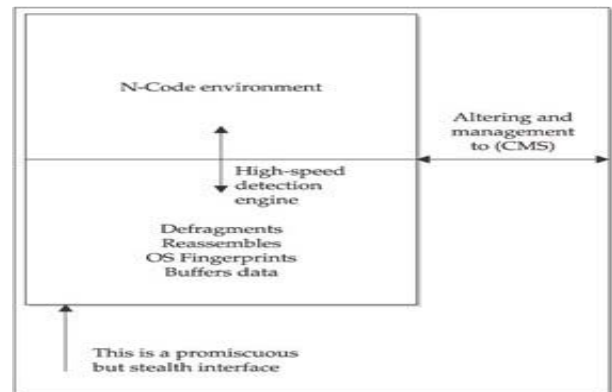 N-Code environment
Altering and
management
to (CMS)
High-speed
detection
engine
Defragments
Reassembles
OS Fingerprints
Buffers data
This is a promiscuous
but stealth interface